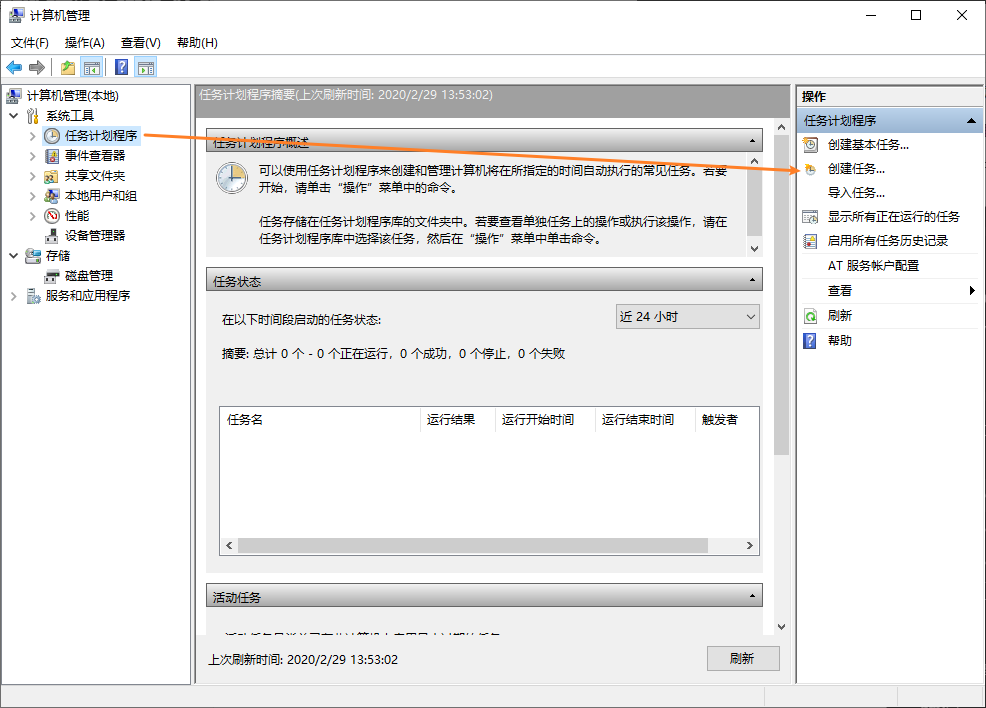 计算机管理
文件(F) 操作(A) 查看(V) 帮助(H)
计算机管理(本地)
系统工具
任务计划程序
事件查看器
共享文件夹
本地用户和组
性能
设备管理器
存储
磁盘管理
服务和应用程序
任务计划程序摘要(上次刷新时间: 2020/2/29 13:53:02)
任务计划程序概述
可以使用任务计划程序来创建和管理计算机将在所指定的时间自动执行的常见任务。若要
开始，请单击“操作”菜单中的命令。
任务存储在任务计划程序库的文件夹中。若要查看单独任务上的操作或执行该操作，请在
任务计划程序库中选择该任务，然后在“操作”菜单中单击命令。
任务状态
在以下时间段启动的任务状态:
近 24 小时
摘要: 总计 0 个 - 0 个正在运行，0 个成功，0 个停止，0 个失败
任务名 运行结果 运行开始时间 运行结束时间 触发者
活动任务
上次刷新时间: 2020/2/29 13:53:02
刷新
操作
任务计划程序
创建基本任务...
创建任务...
导入任务...
显示所有正在运行的任务
启用所有任务历史记录
AT 服务帐户配置
查看
刷新
帮助